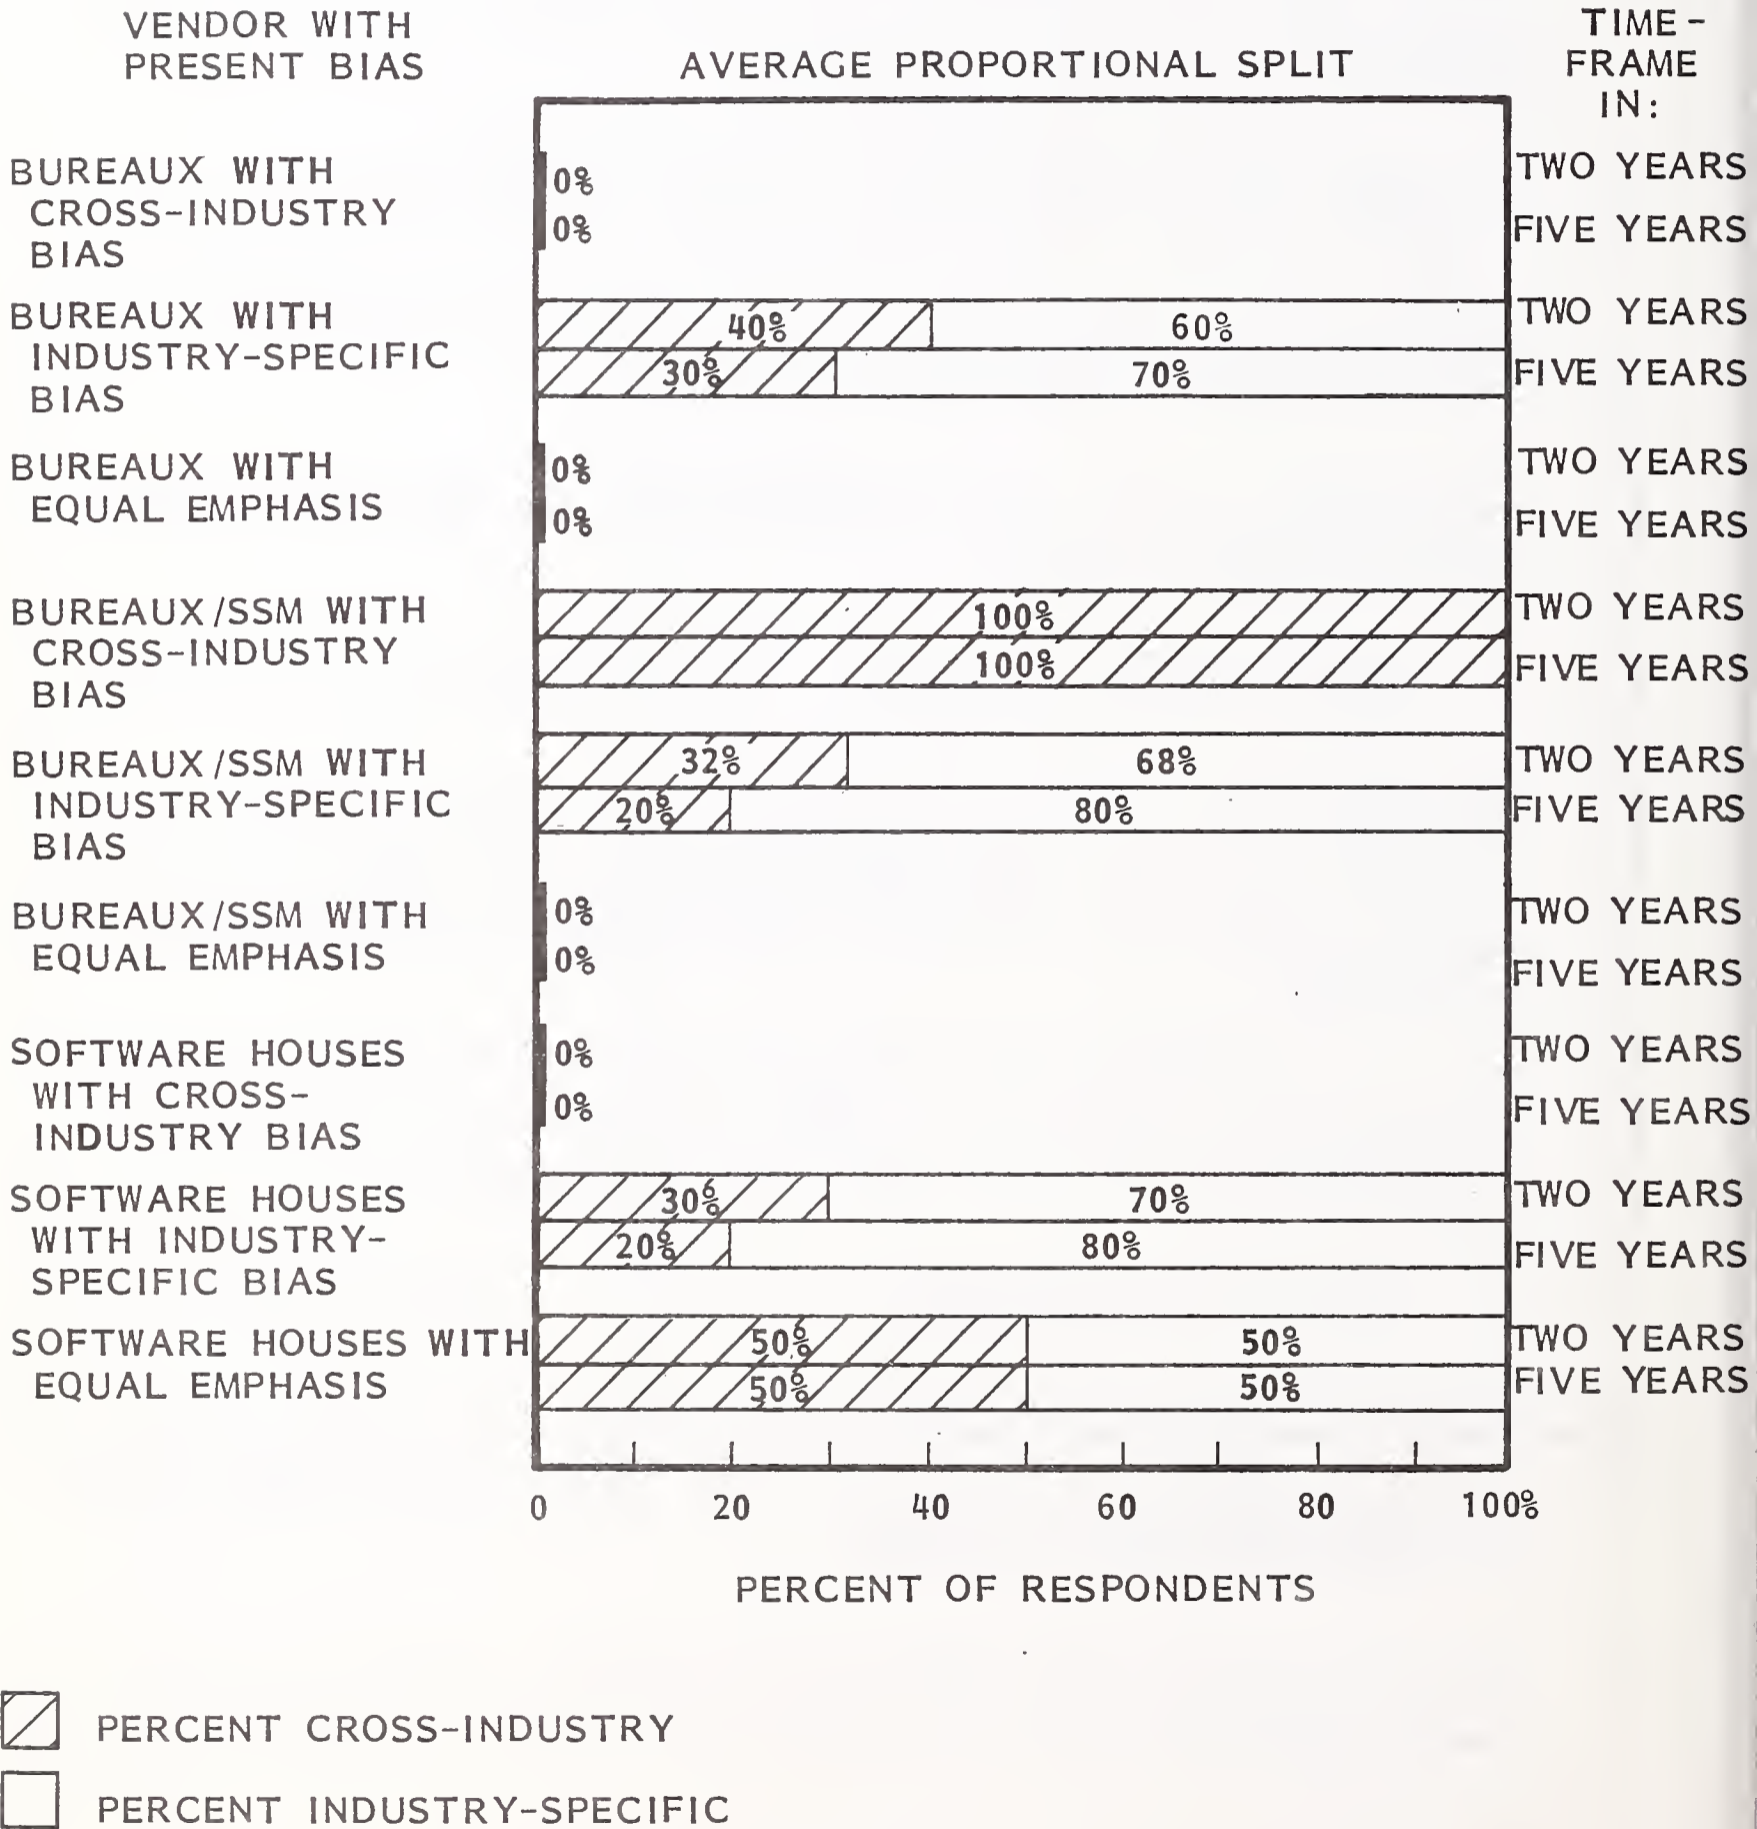 VENDOR WITH
PRESENT BIAS
AVERAGE PROPORTIONAL SPLIT
TIME-
FRAME
IN:
BUREAUX WITH
CROSS-INDUSTRY
BIAS
0%
0%
TWO YEARS
FIVE YEARS
BUREAUX WITH
INDUSTRY-SPECIFIC
BIAS
40% 60%
30% 70%
TWO YEARS
FIVE YEARS
BUREAUX WITH
EQUAL EMPHASIS
0%
0%
TWO YEARS
FIVE YEARS
BUREAUX/SSM WITH
CROSS-INDUSTRY
BIAS
100%
100%
TWO YEARS
FIVE YEARS
BUREAUX/SSM WITH
INDUSTRY-SPECIFIC
BIAS
32% 68%
20% 80%
TWO YEARS
FIVE YEARS
BUREAUX/SSM WITH
EQUAL EMPHASIS
0%
0%
TWO YEARS
FIVE YEARS
SOFTWARE HOUSES
WITH CROSS-
INDUSTRY BIAS
0%
0%
TWO YEARS
FIVE YEARS
SOFTWARE HOUSES
WITH INDUSTRY-
SPECIFIC BIAS
30% 70%
20% 80%
TWO YEARS
FIVE YEARS
SOFTWARE HOUSES WITH
EQUAL EMPHASIS
50% 50%
50% 50%
TWO YEARS
FIVE YEARS
0 20 40 60 80 100%
PERCENT OF RESPONDENTS
PERCENT CROSS-INDUSTRY
PERCENT INDUSTRY-SPECIFIC